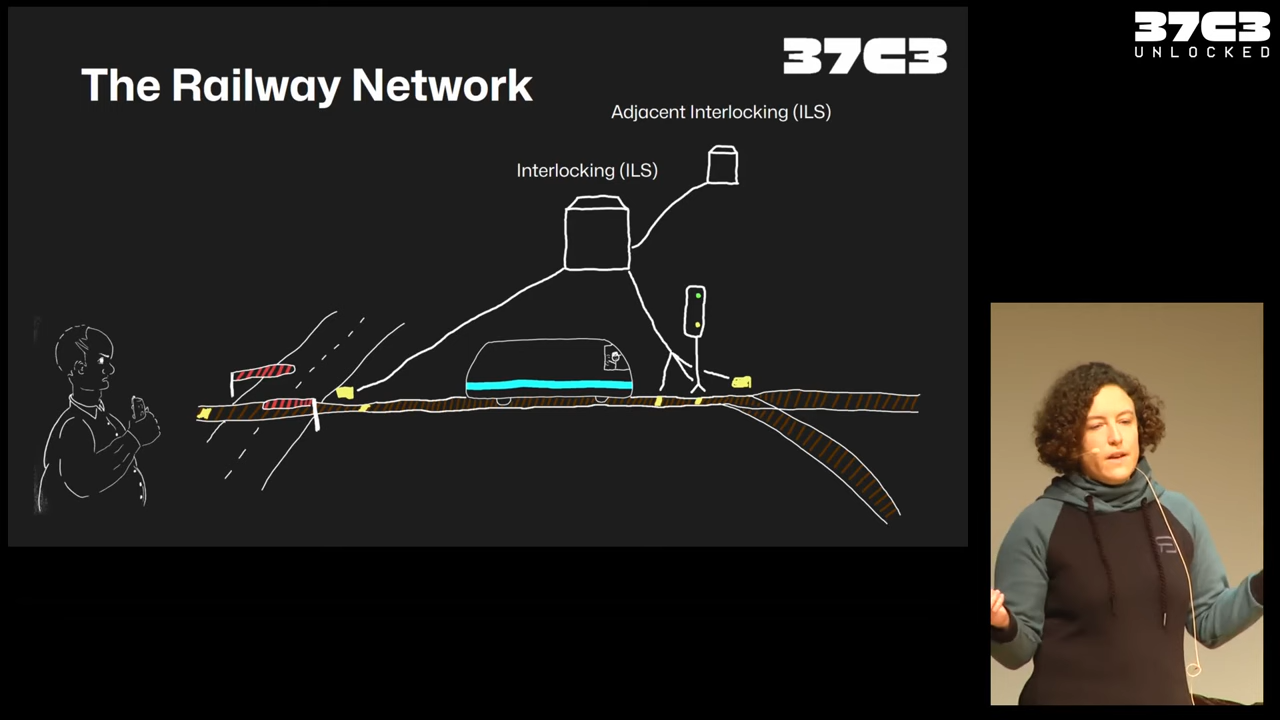 The Railway Network
37C3
Adjacent Interlocking (ILS)
Interlocking (ILS)
37C3
UNLOCKED